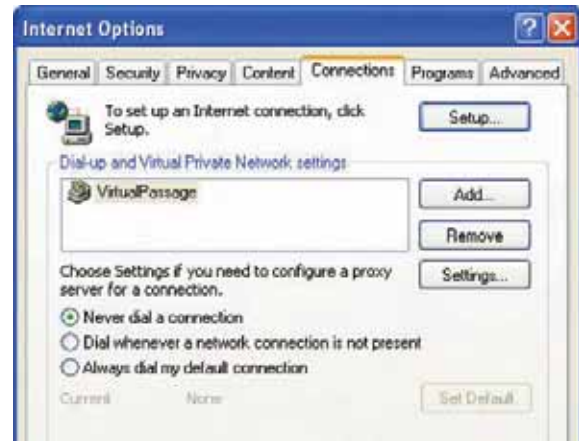 Internet Options
General Security Privacy Content Connections Programs Advanced
To set up an Internet connection, click
Setup.
Setup...
Dial-up and Virtual Private Network settings
VirtualPassage
Add...
Remove
Choose Settings if you need to configure a proxy
server for a connection.
Settings...
Never dial a connection
Dial whenever a network connection is not present
Always dial my default connection
Current None
Set Default